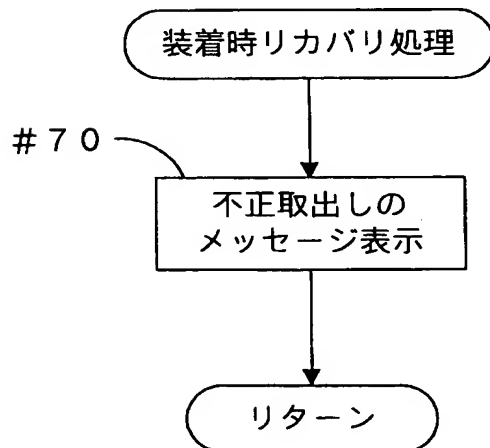 装着時リカバリ処理
#70
不正取出しの
メッセージ表示
リターン